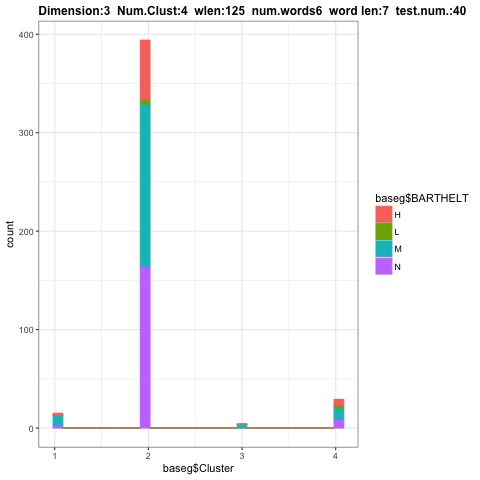 Dimension:3 Num.Clust:4 wlen:125 num.words6 word len:7 test.num.:40
400
300
200
100
0
count
1 2 3 4
baseg$Cluster
baseg$BARTHELT
H
L
M
N